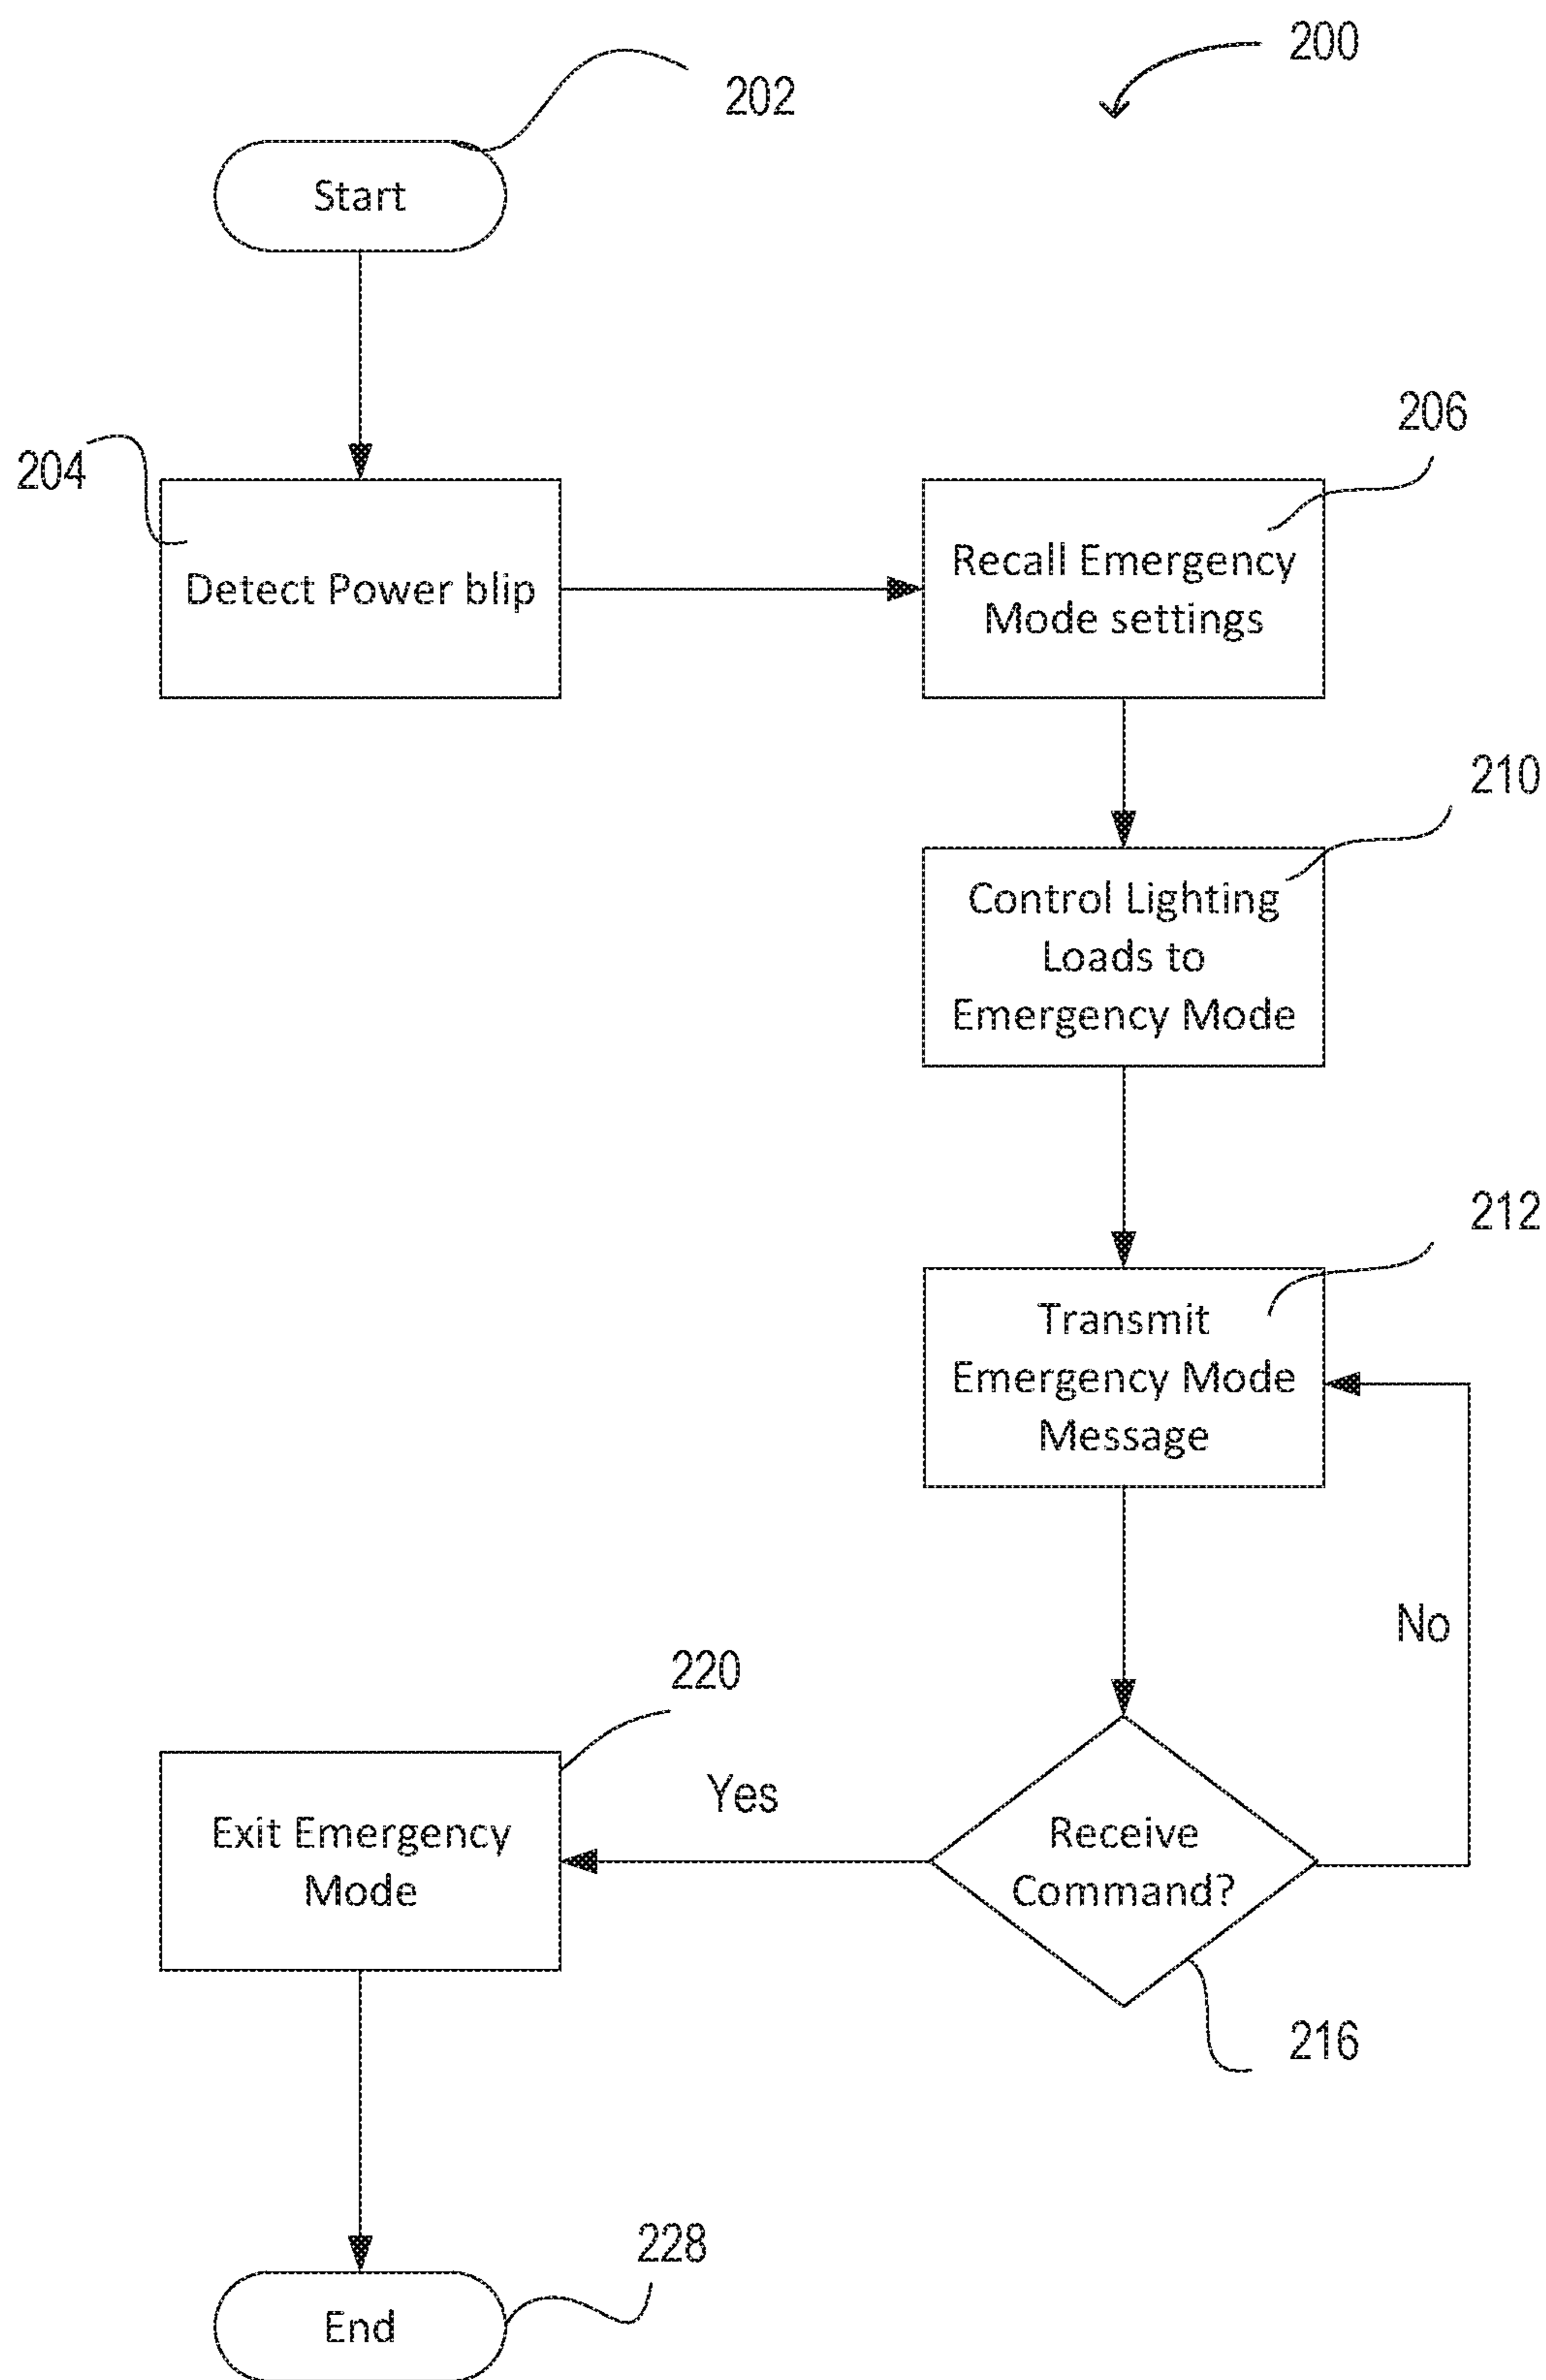 200
202
Start
204
Detect Power blip
206
Recall Emergency
Mode settings
210
Control Lighting
Loads to
Emergency Mode
212
Transmit
Emergency Mode
Message
No
Receive
Command?
216
Yes
220
Exit Emergency
Mode
228
End